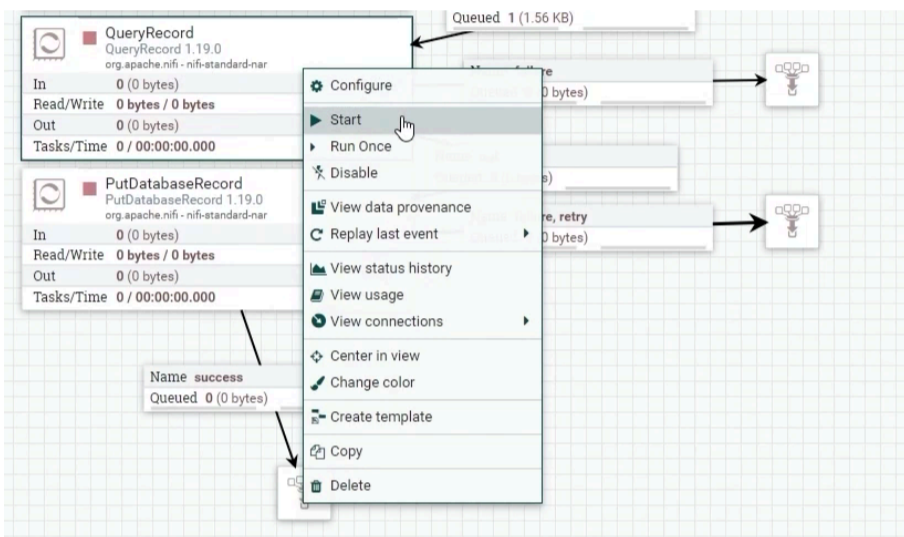 Queued 1 (1.56 KB)
QueryRecord
QueryRecord 1.19.0
org.apache.nifi - nifi-standard-nar
In 0 (0 bytes)
Read/Write 0 bytes / 0 bytes
Out 0 (0 bytes)
Tasks/Time 0 / 00:00:00.000
PutDatabaseRecord
PutDatabaseRecord 1.19.0
org.apache.nifi - nifi-standard-nar
In 0 (0 bytes)
Read/Write 0 bytes / 0 bytes
Out 0 (0 bytes)
Tasks/Time 0 / 00:00:00.000
Name success
Queued 0 (0 bytes)
Configure
Start
Run Once
Disable
View data provenance
Replay last event
View status history
View usage
View connections
Center in view
Change color
Create template
Copy
Delete
0 bytes)
retry
0 bytes)